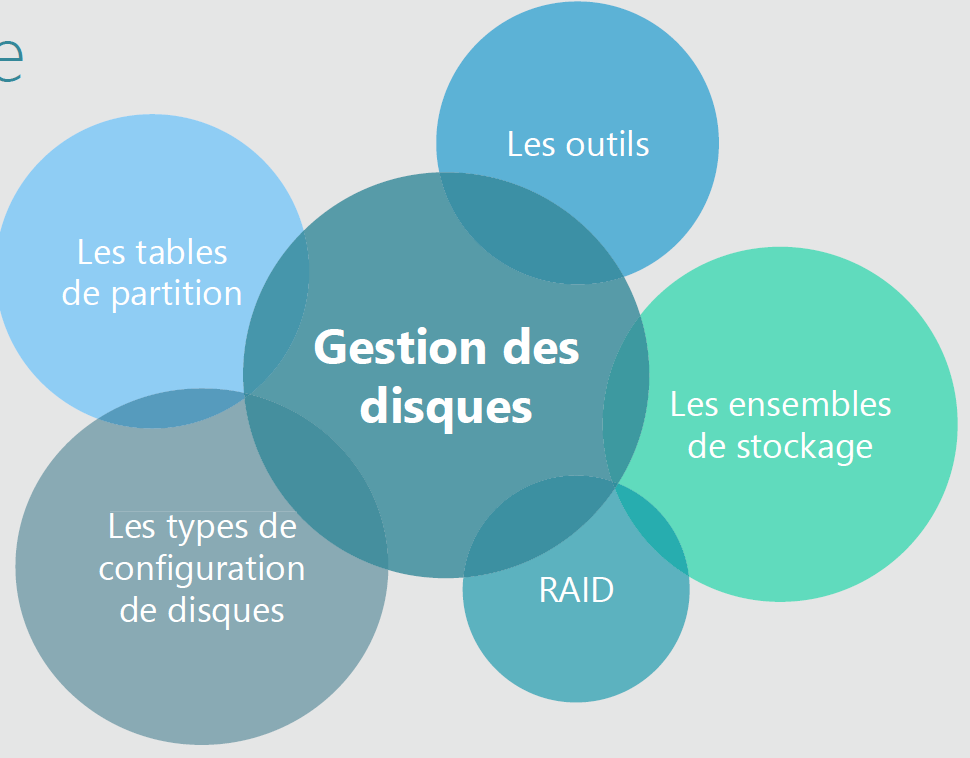 e
Les outils
Les tables
de partition
Gestion des
disques
Les ensembles
de stockage
Les types de
configuration
de disques
RAID